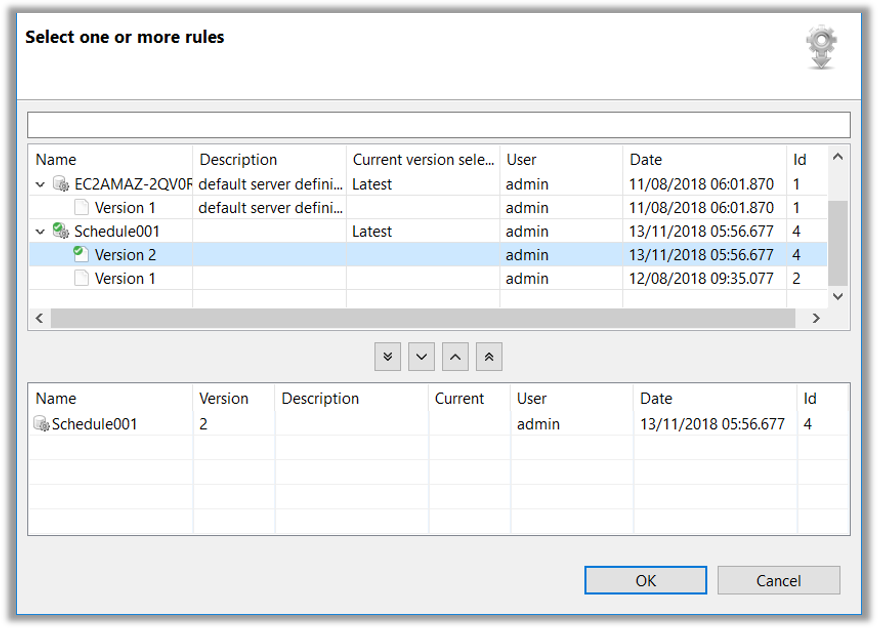 Select one or more rules
Name Description Current version sele... User Date Id
EC2AMAZ-2QV0R default server defini... Latest admin 11/08/2018 06:01.870 1
Version 1 default server defini... admin 11/08/2018 06:01.870 1
Schedule001 Latest admin 13/11/2018 05:56.677 4
Version 2 admin 13/11/2018 05:56.677 4
Version 1 admin 12/08/2018 09:35.077 2
Name Version Description Current User Date Id
Schedule001 2 admin 13/11/2018 05:56.677 4
OK Cancel